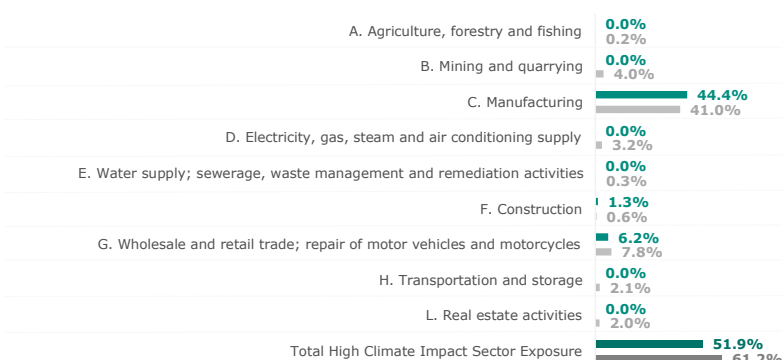 A. Agriculture, forestry and fishing
0.0%
0.2%
B. Mining and quarrying
0.0%
4.0%
C. Manufacturing
44.4%
41.0%
D. Electricity, gas, steam and air conditioning supply
0.0%
3.2%
E. Water supply; sewerage, waste management and remediation activities
0.0%
0.3%
F. Construction
1.3%
0.6%
G. Wholesale and retail trade; repair of motor vehicles and motorcycles
6.2%
7.8%
H. Transportation and storage
0.0%
2.1%
L. Real estate activities
0.0%
2.0%
Total High Climate Impact Sector Exposure
51.9%
61.2%